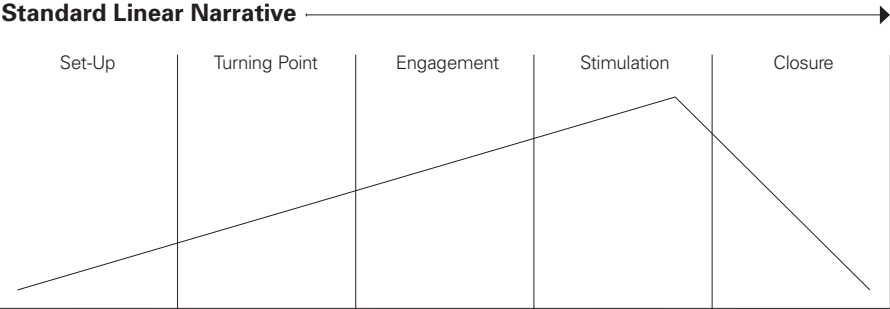 Standard Linear Narrative
Set-Up Turning Point Engagement Stimulation Closure